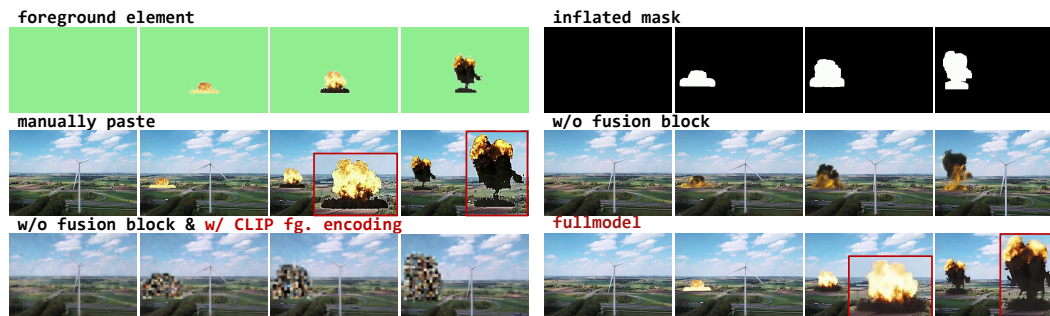 foreground element
inflated mask
manually paste
w/o fusion block
w/o fusion block & w/ CLIP fg. encoding
fullmodel